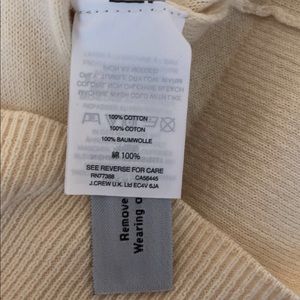 100% COTTON
100% COTON
100% BAUMWOLLE
綿 100%
SEE REVERSE FOR CARE
RN77388 CA56445
J.CREW U.K. Ltd EC4V 6JA
Remove
Wearing o